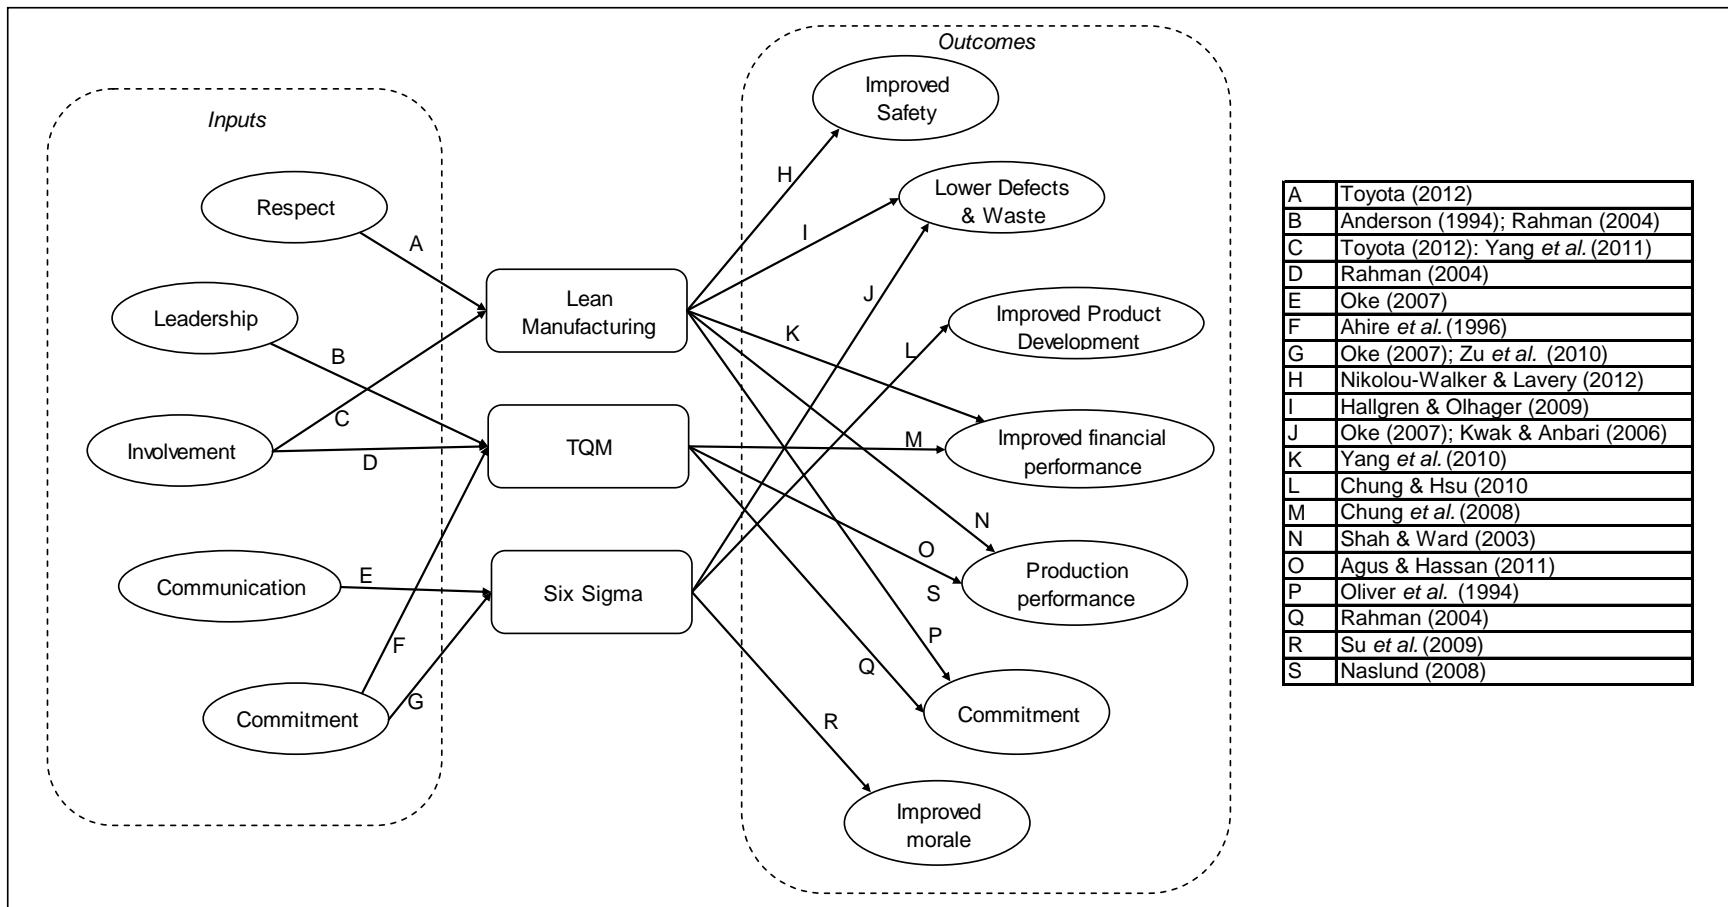 Inputs
Outcomes
Respect
Leadership
Involvement
Communication
Commitment
A
B
C
D
E
F
G
Lean
Manufacturing
TQM
Six Sigma
H
I
J
K
L
M
N
O
S
P
Q
R
Improved
Safety
Lower Defects
& Waste
Improved Product
Development
Improved financial
performance
Production
performance
Commitment
Improved
morale
A Toyota (2012)
B Anderson (1994); Rahman (2004)
C Toyota (2012): Yang et al. (2011)
D Rahman (2004)
E Oke (2007)
F Ahire et al. (1996)
G Oke (2007); Zu et al. (2010)
H Nikolou-Walker & Lavery (2012)
I Hallgren & Olhager (2009)
J Oke (2007); Kwak & Anbari (2006)
K Yang et al. (2010)
L Chung & Hsu (2010
M Chung et al. (2008)
N Shah & Ward (2003)
O Agus & Hassan (2011)
P Oliver et al. (1994)
Q Rahman (2004)
R Su et al. (2009)
S Naslund (2008)